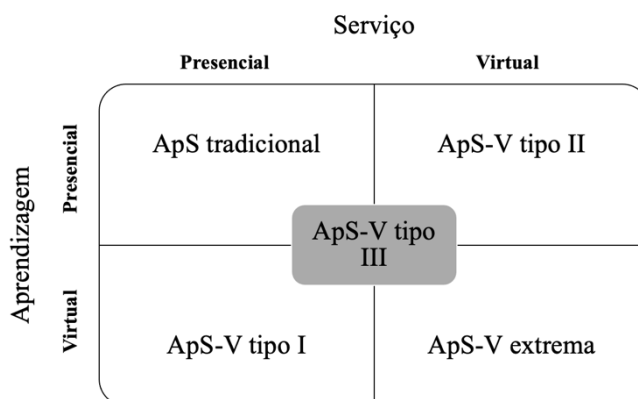 Serviço
Presencial
Virtual
Aprendizagem
Presencial
ApS tradicional
ApS-V tipo II
ApS-V tipo
III
Virtual
ApS-V tipo I
ApS-V extrema